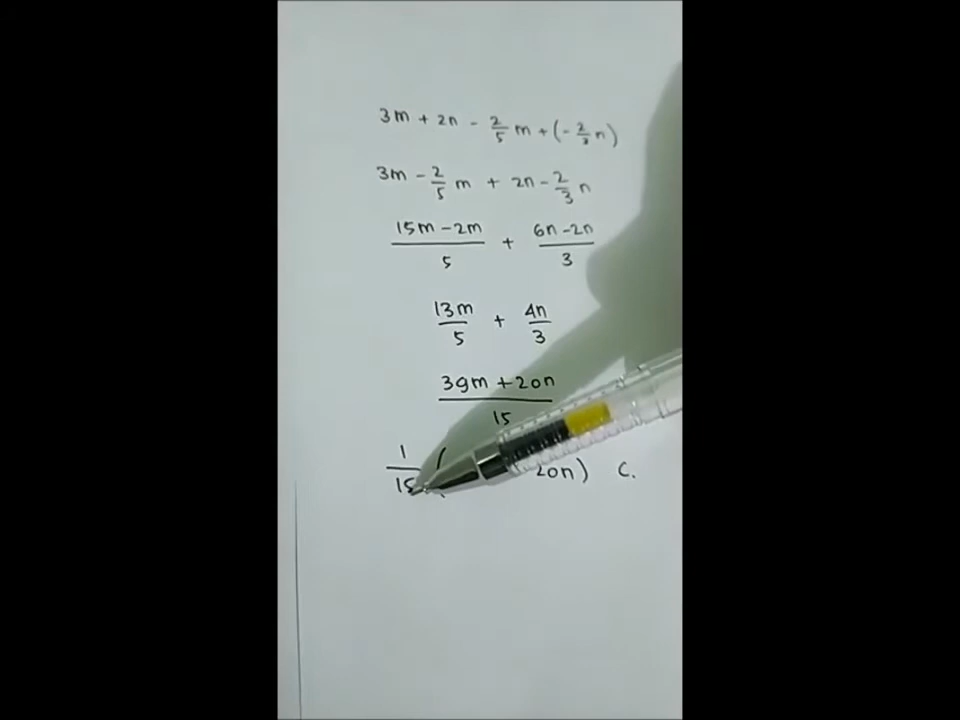 3m + 2n - 2/5 m + (- 2/3 n)
3m - 2/5 m + 2n - 2/3 n
15m - 2m / 5 + 6n - 2n / 3
13m / 5 + 4n / 3
39m + 20n / 15
1 / 15 ( 20n) C.